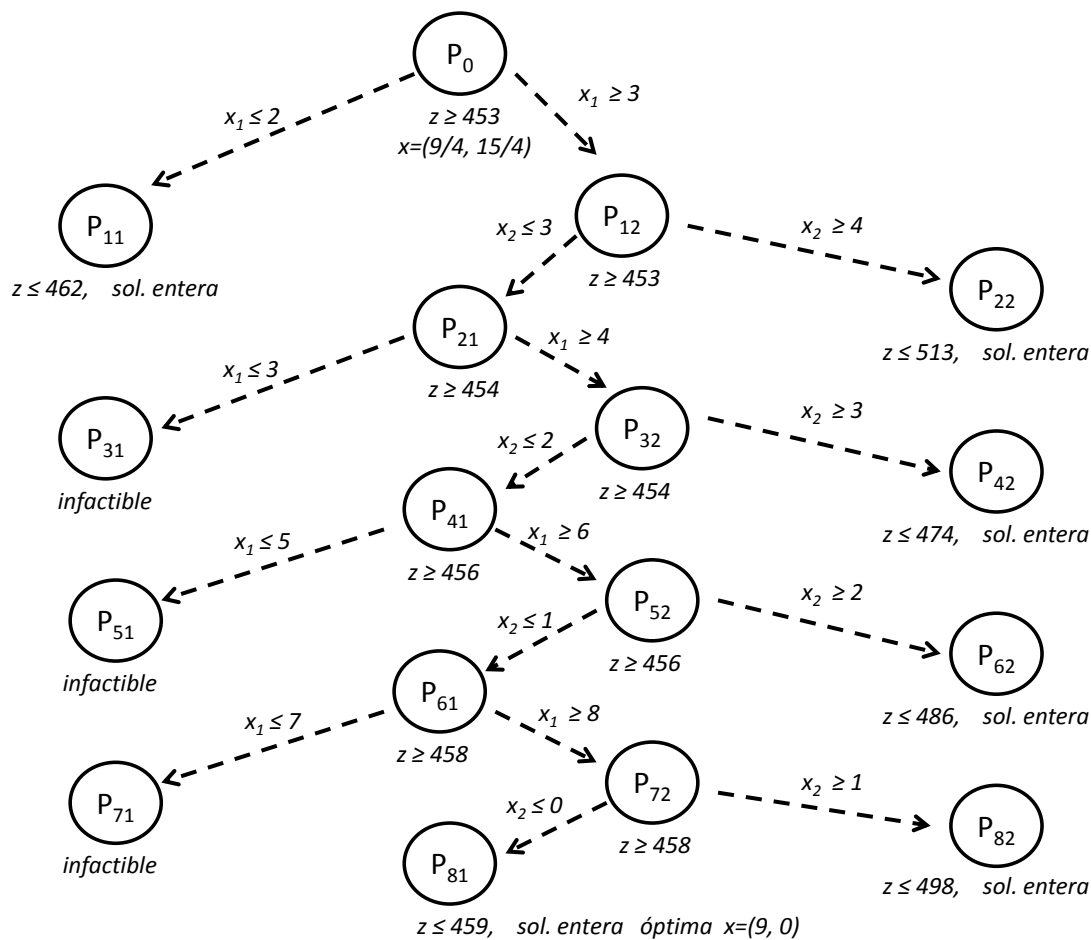 P0
x1 ≤ 2
x1 ≥ 3
z ≥ 453
x=(9/4, 15/4)
P11
z ≤ 462, sol. entera
P12
x2 ≤ 3
x2 ≥ 4
z ≥ 453
P22
z ≤ 513, sol. entera
P21
x1 ≤ 3
x1 ≥ 4
z ≥ 454
P31
infactible
P32
x2 ≤ 2
x2 ≥ 3
z ≥ 454
P42
z ≤ 474, sol. entera
P41
x1 ≤ 5
x1 ≥ 6
z ≥ 456
P51
infactible
P52
x2 ≤ 1
x2 ≥ 2
z ≥ 456
P62
z ≤ 486, sol. entera
P61
x1 ≤ 7
x1 ≥ 8
z ≥ 458
P71
infactible
P72
x2 ≤ 0
x2 ≥ 1
z ≥ 458
P82
z ≤ 498, sol. entera
P81
z ≤ 459, sol. entera óptima x=(9, 0)